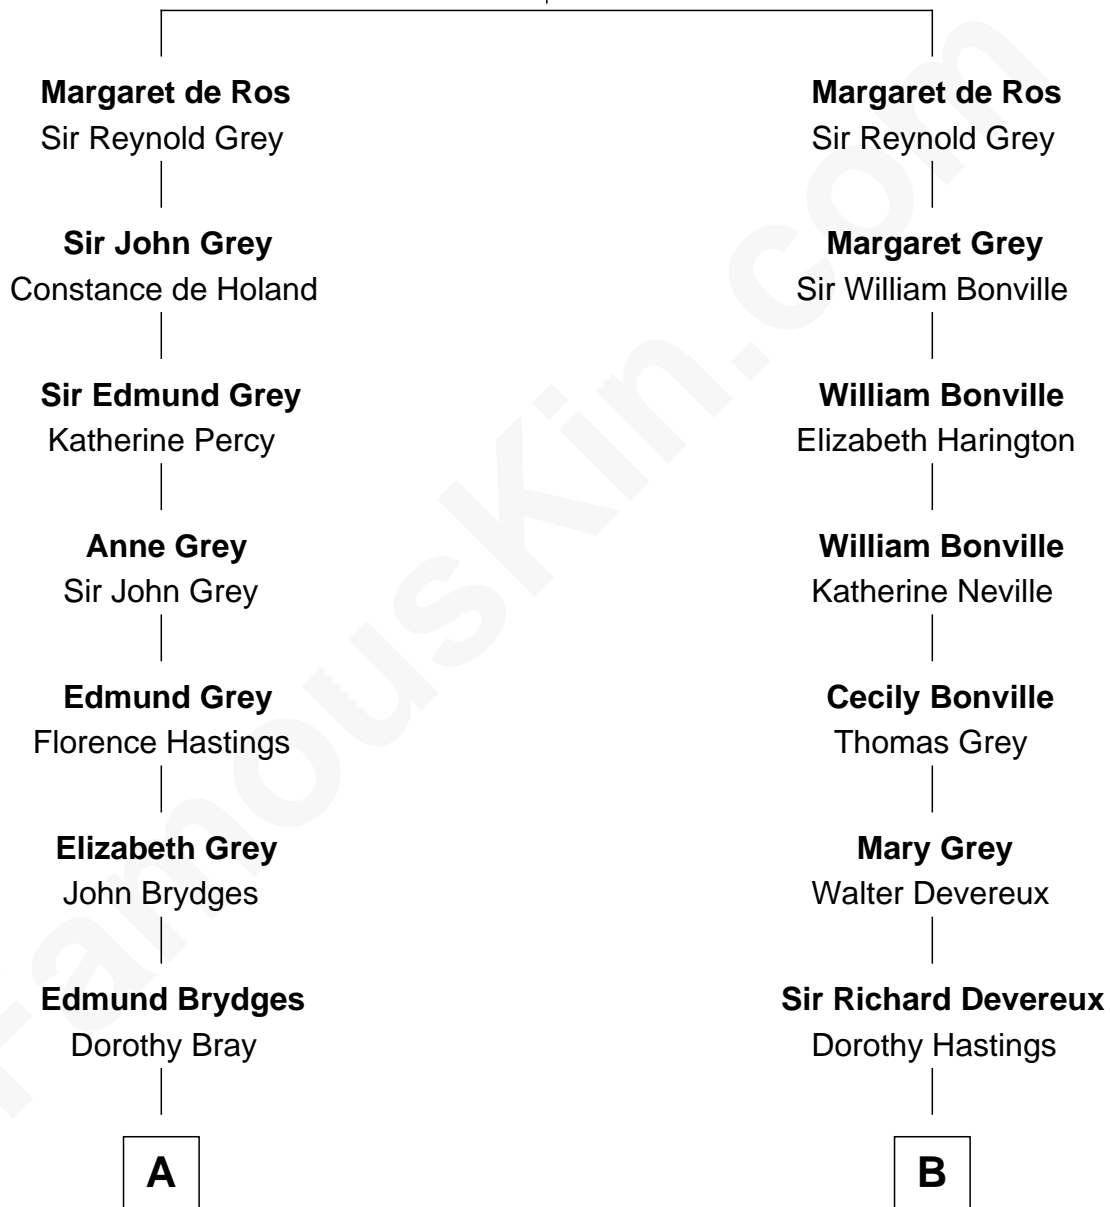 Margaret de Ros
Sir Reynold Grey
Sir John Grey
Constance de Holand
Sir Edmund Grey
Katherine Percy
Anne Grey
Sir John Grey
Edmund Grey
Florence Hastings
Elizabeth Grey
John Brydges
Edmund Brydges
Dorothy Bray
A
Margaret de Ros
Sir Reynold Grey
Margaret Grey
Sir William Bonville
William Bonville
Elizabeth Harington
William Bonville
Katherine Neville
Cecily Bonville
Thomas Grey
Mary Grey
Walter Devereux
Sir Richard Devereux
Dorothy Hastings
B
FamousKin.com